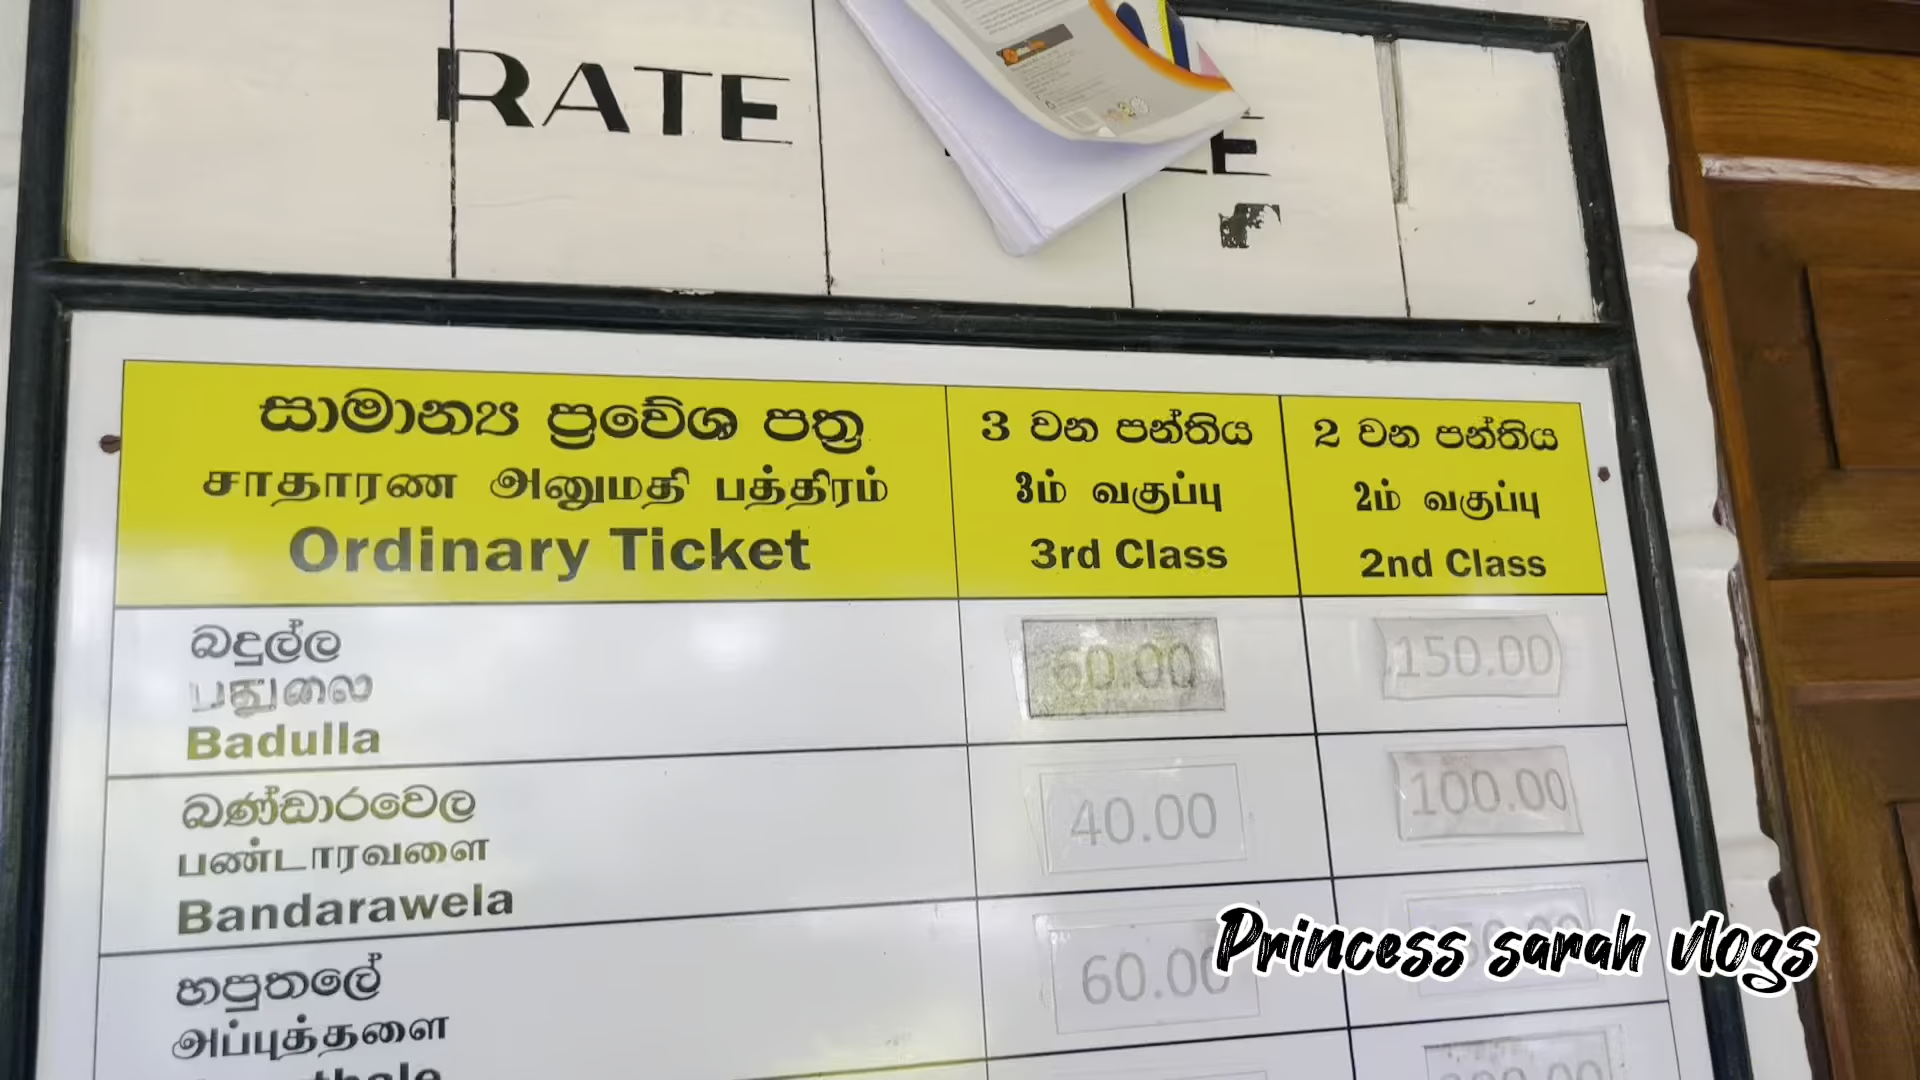 RATE
සාමාන්‍ය ප්‍රවේශ පත්‍ර
சாதாரண அனுமதி பத்திரம்
Ordinary Ticket
3 වන පන්තිය
3ம் வகுப்பு
3rd Class
2 වන පන්තිය
2ம் வகுப்பு
2nd Class
බදුල්ල
பதுலை
Badulla
60.00
150.00
බණ්ඩාරවෙල
பண்டாரவளை
Bandarawela
40.00
100.00
හපුතලේ
அப்புத்தளை
60.00
Princess sarah vlogs